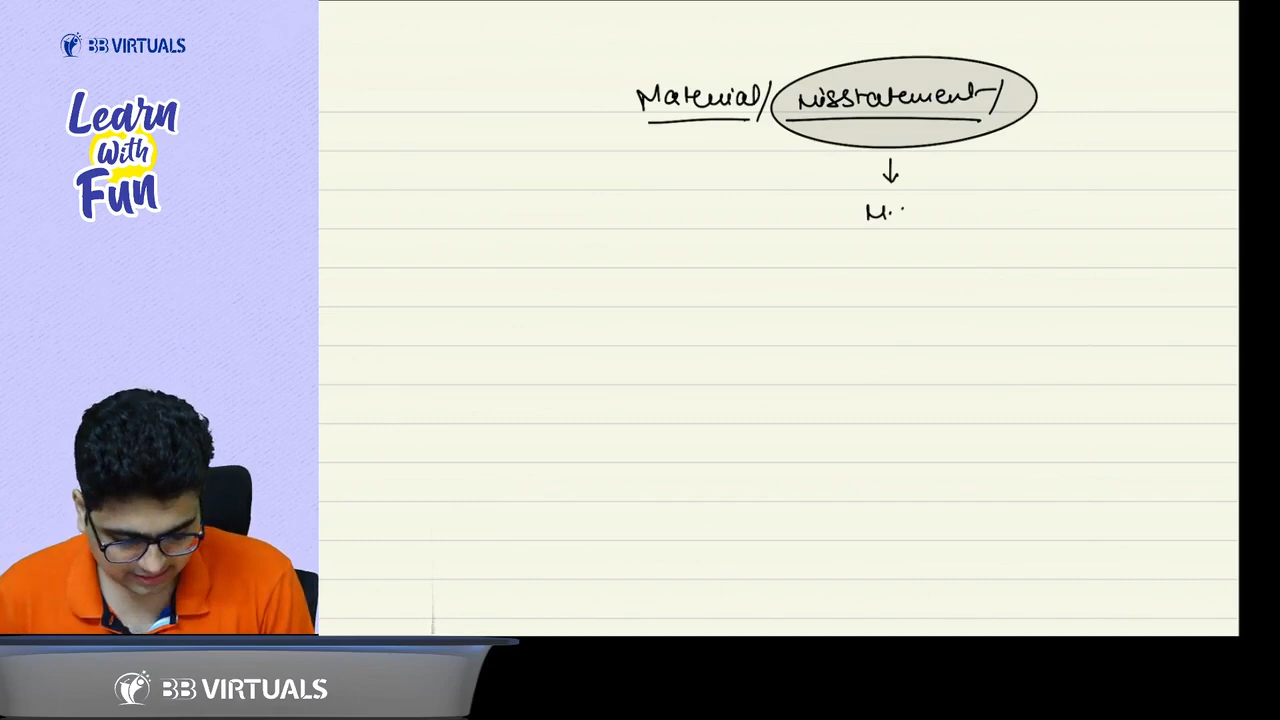 BB VIRTUALS
Learn
with
Fun
Material/ Misstatement/
↓
M..
BB VIRTUALS